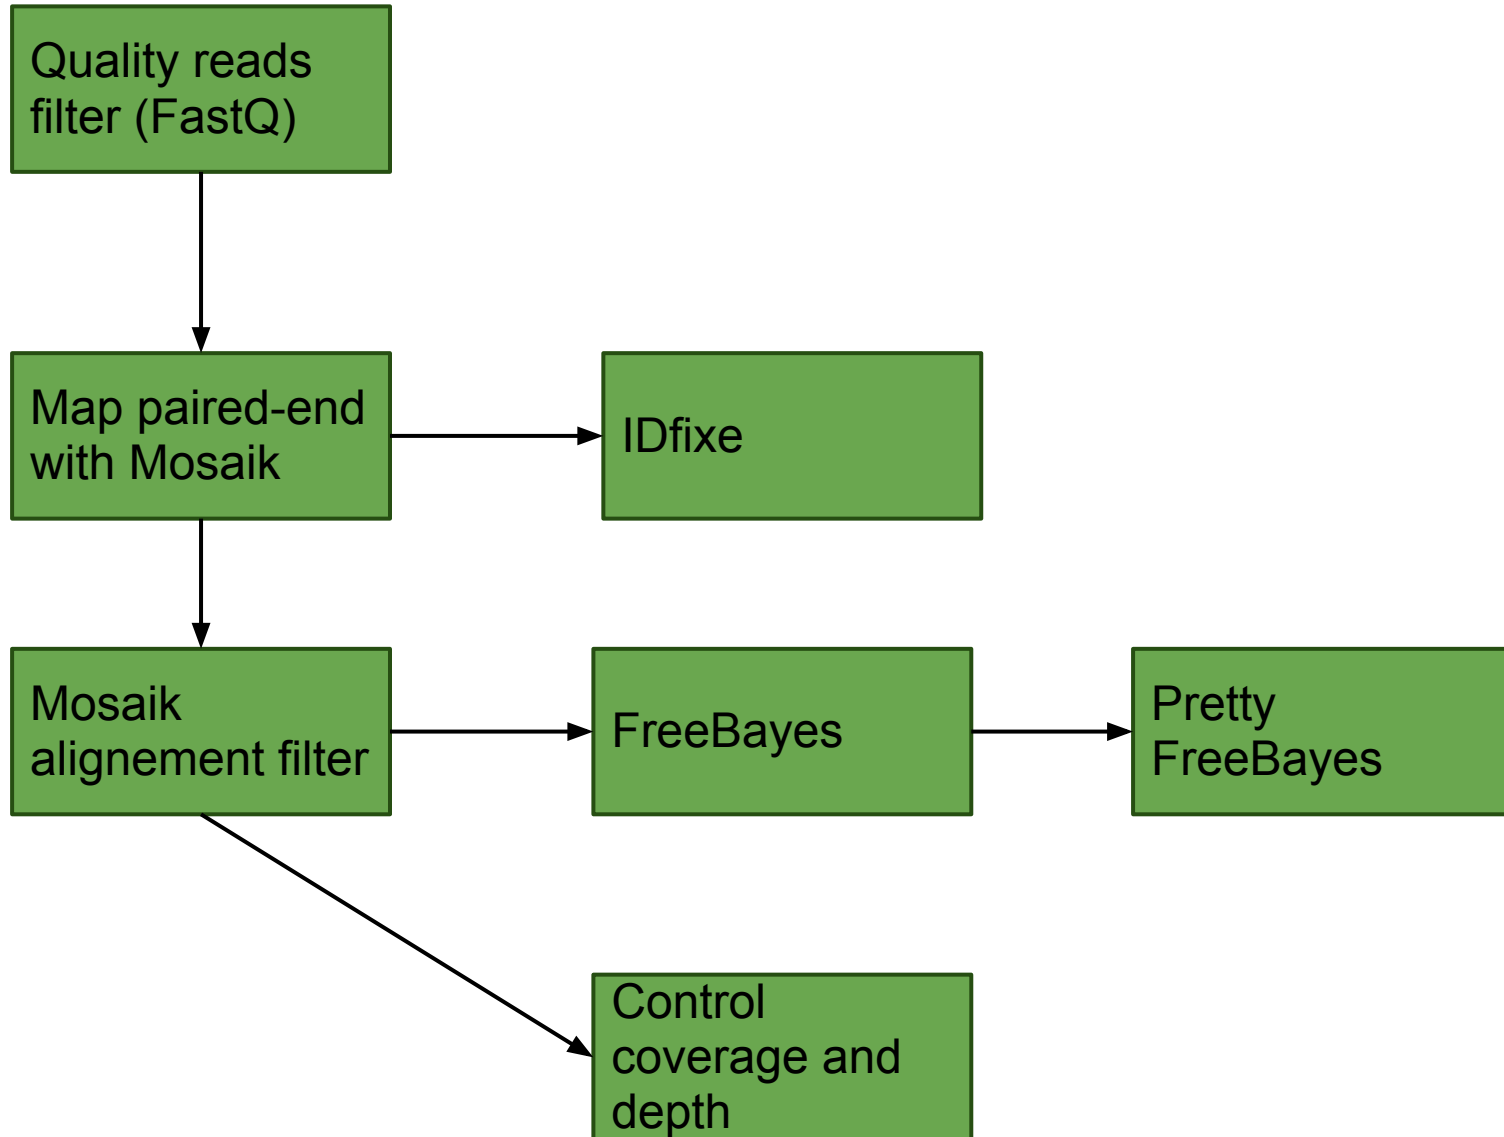 Quality reads
filter (FastQ)
Map paired-end
with Mosaik
IDfixe
Mosaik
alignement filter
FreeBayes
Pretty
FreeBayes
Control
coverage and
depth